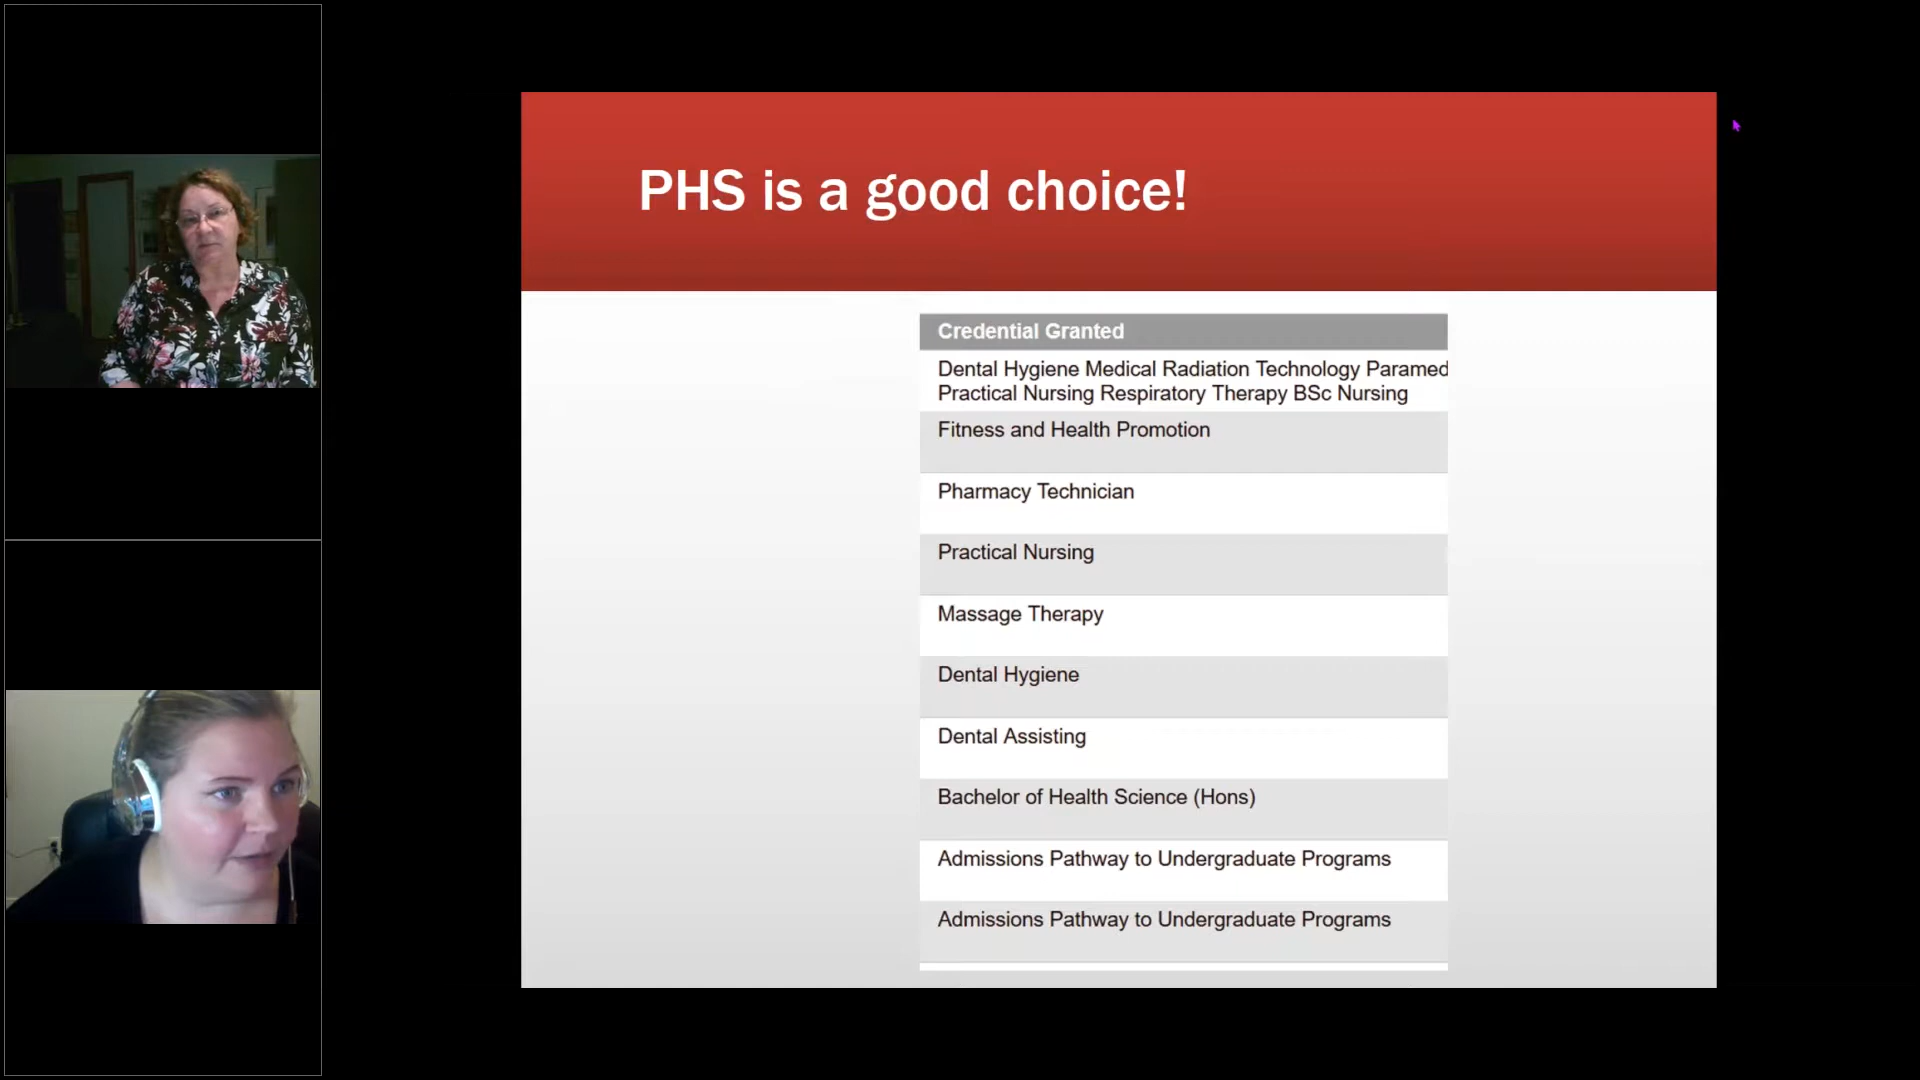 PHS is a good choice!
Credential Granted
Dental Hygiene Medical Radiation Technology Paramed
Practical Nursing Respiratory Therapy BSc Nursing
Fitness and Health Promotion
Pharmacy Technician
Practical Nursing
Massage Therapy
Dental Hygiene
Dental Assisting
Bachelor of Health Science (Hons)
Admissions Pathway to Undergraduate Programs
Admissions Pathway to Undergraduate Programs